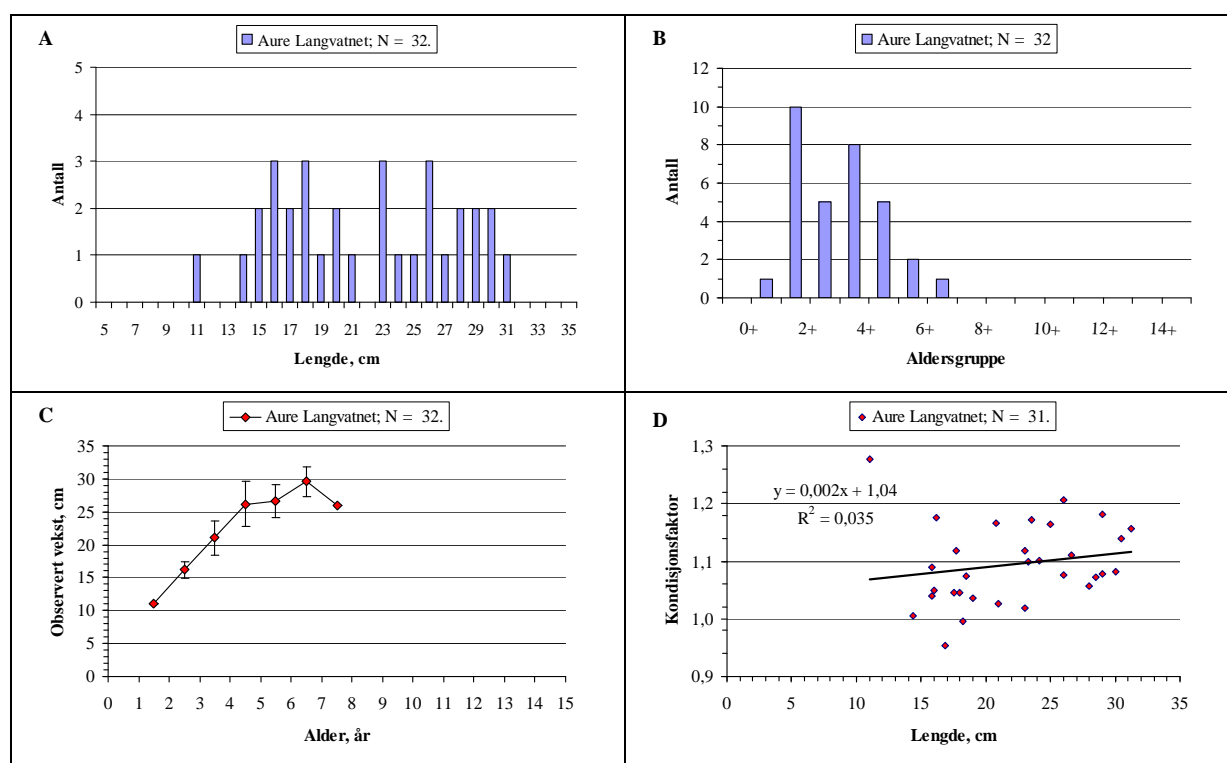 A
Aure Langvatnet; N = 32.
5
4
3
2
1
0
Antall
5 7 9 11 13 15 17 19 21 23 25 27 29 31 33 35
Lengde, cm
B
Aure Langvatnet; N = 32
12
10
8
6
4
2
0
Antall
0+ 2+ 4+ 6+ 8+ 10+ 12+ 14+
Aldersgruppe
C
Aure Langvatnet; N = 32.
35
30
25
20
15
10
5
0
Observert vekst, cm
0 1 2 3 4 5 6 7 8 9 10 11 12 13 14 15
Alder, år
D
Aure Langvatnet; N = 31.
1,3
1,2
1,1
1,0
0,9
Kondisjonsfaktor
y = 0,002x + 1,04
R² = 0,035
0 5 10 15 20 25 30 35
Lengde, cm